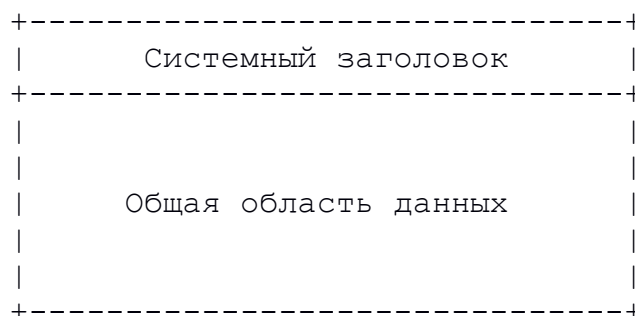 Системный заголовок
Общая область данных